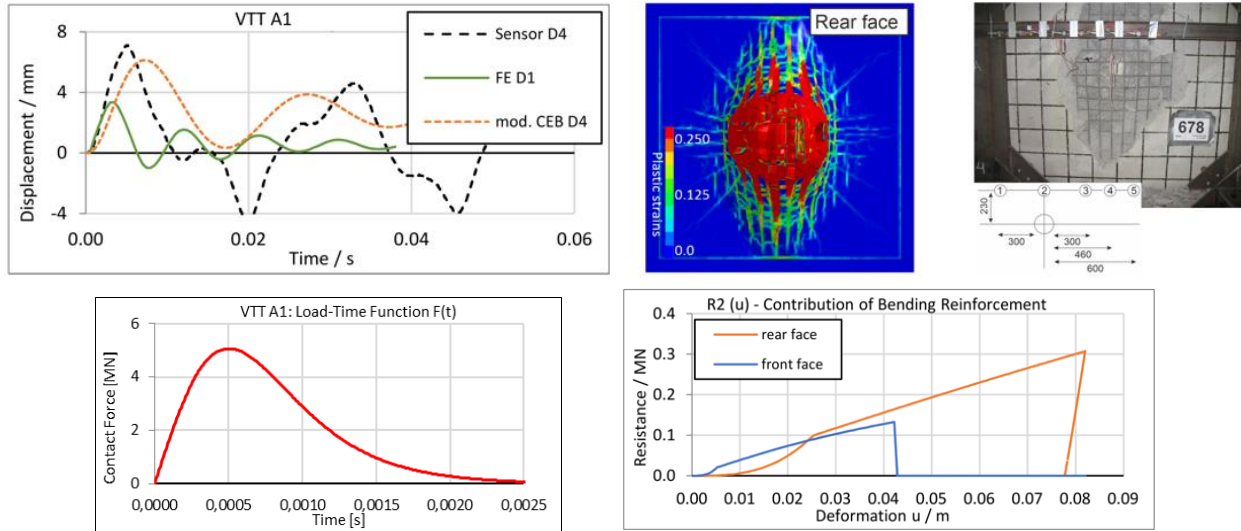 VTT A1
8
4
0
-4
Displacement / mm
0.00
0.02
0.04
0.06
Time / s
Sensor D4
FE D1
mod. CEB D4
Rear face
Plastic strains
0.250
0.125
0.0
678
1
2
3
4
5
230
300
300
460
600
VTT A1: Load-Time Function F(t)
6
4
2
0
Contact Force [MN]
0,0000
0,0005
0,0010
0,0015
0,0020
0,0025
Time [s]
R2 (u) - Contribution of Bending Reinforcement
0.4
0.3
0.2
0.1
0.0
Resistance / MN
rear face
front face
0.00
0.01
0.02
0.03
0.04
0.05
0.06
0.07
0.08
0.09
Deformation u / m